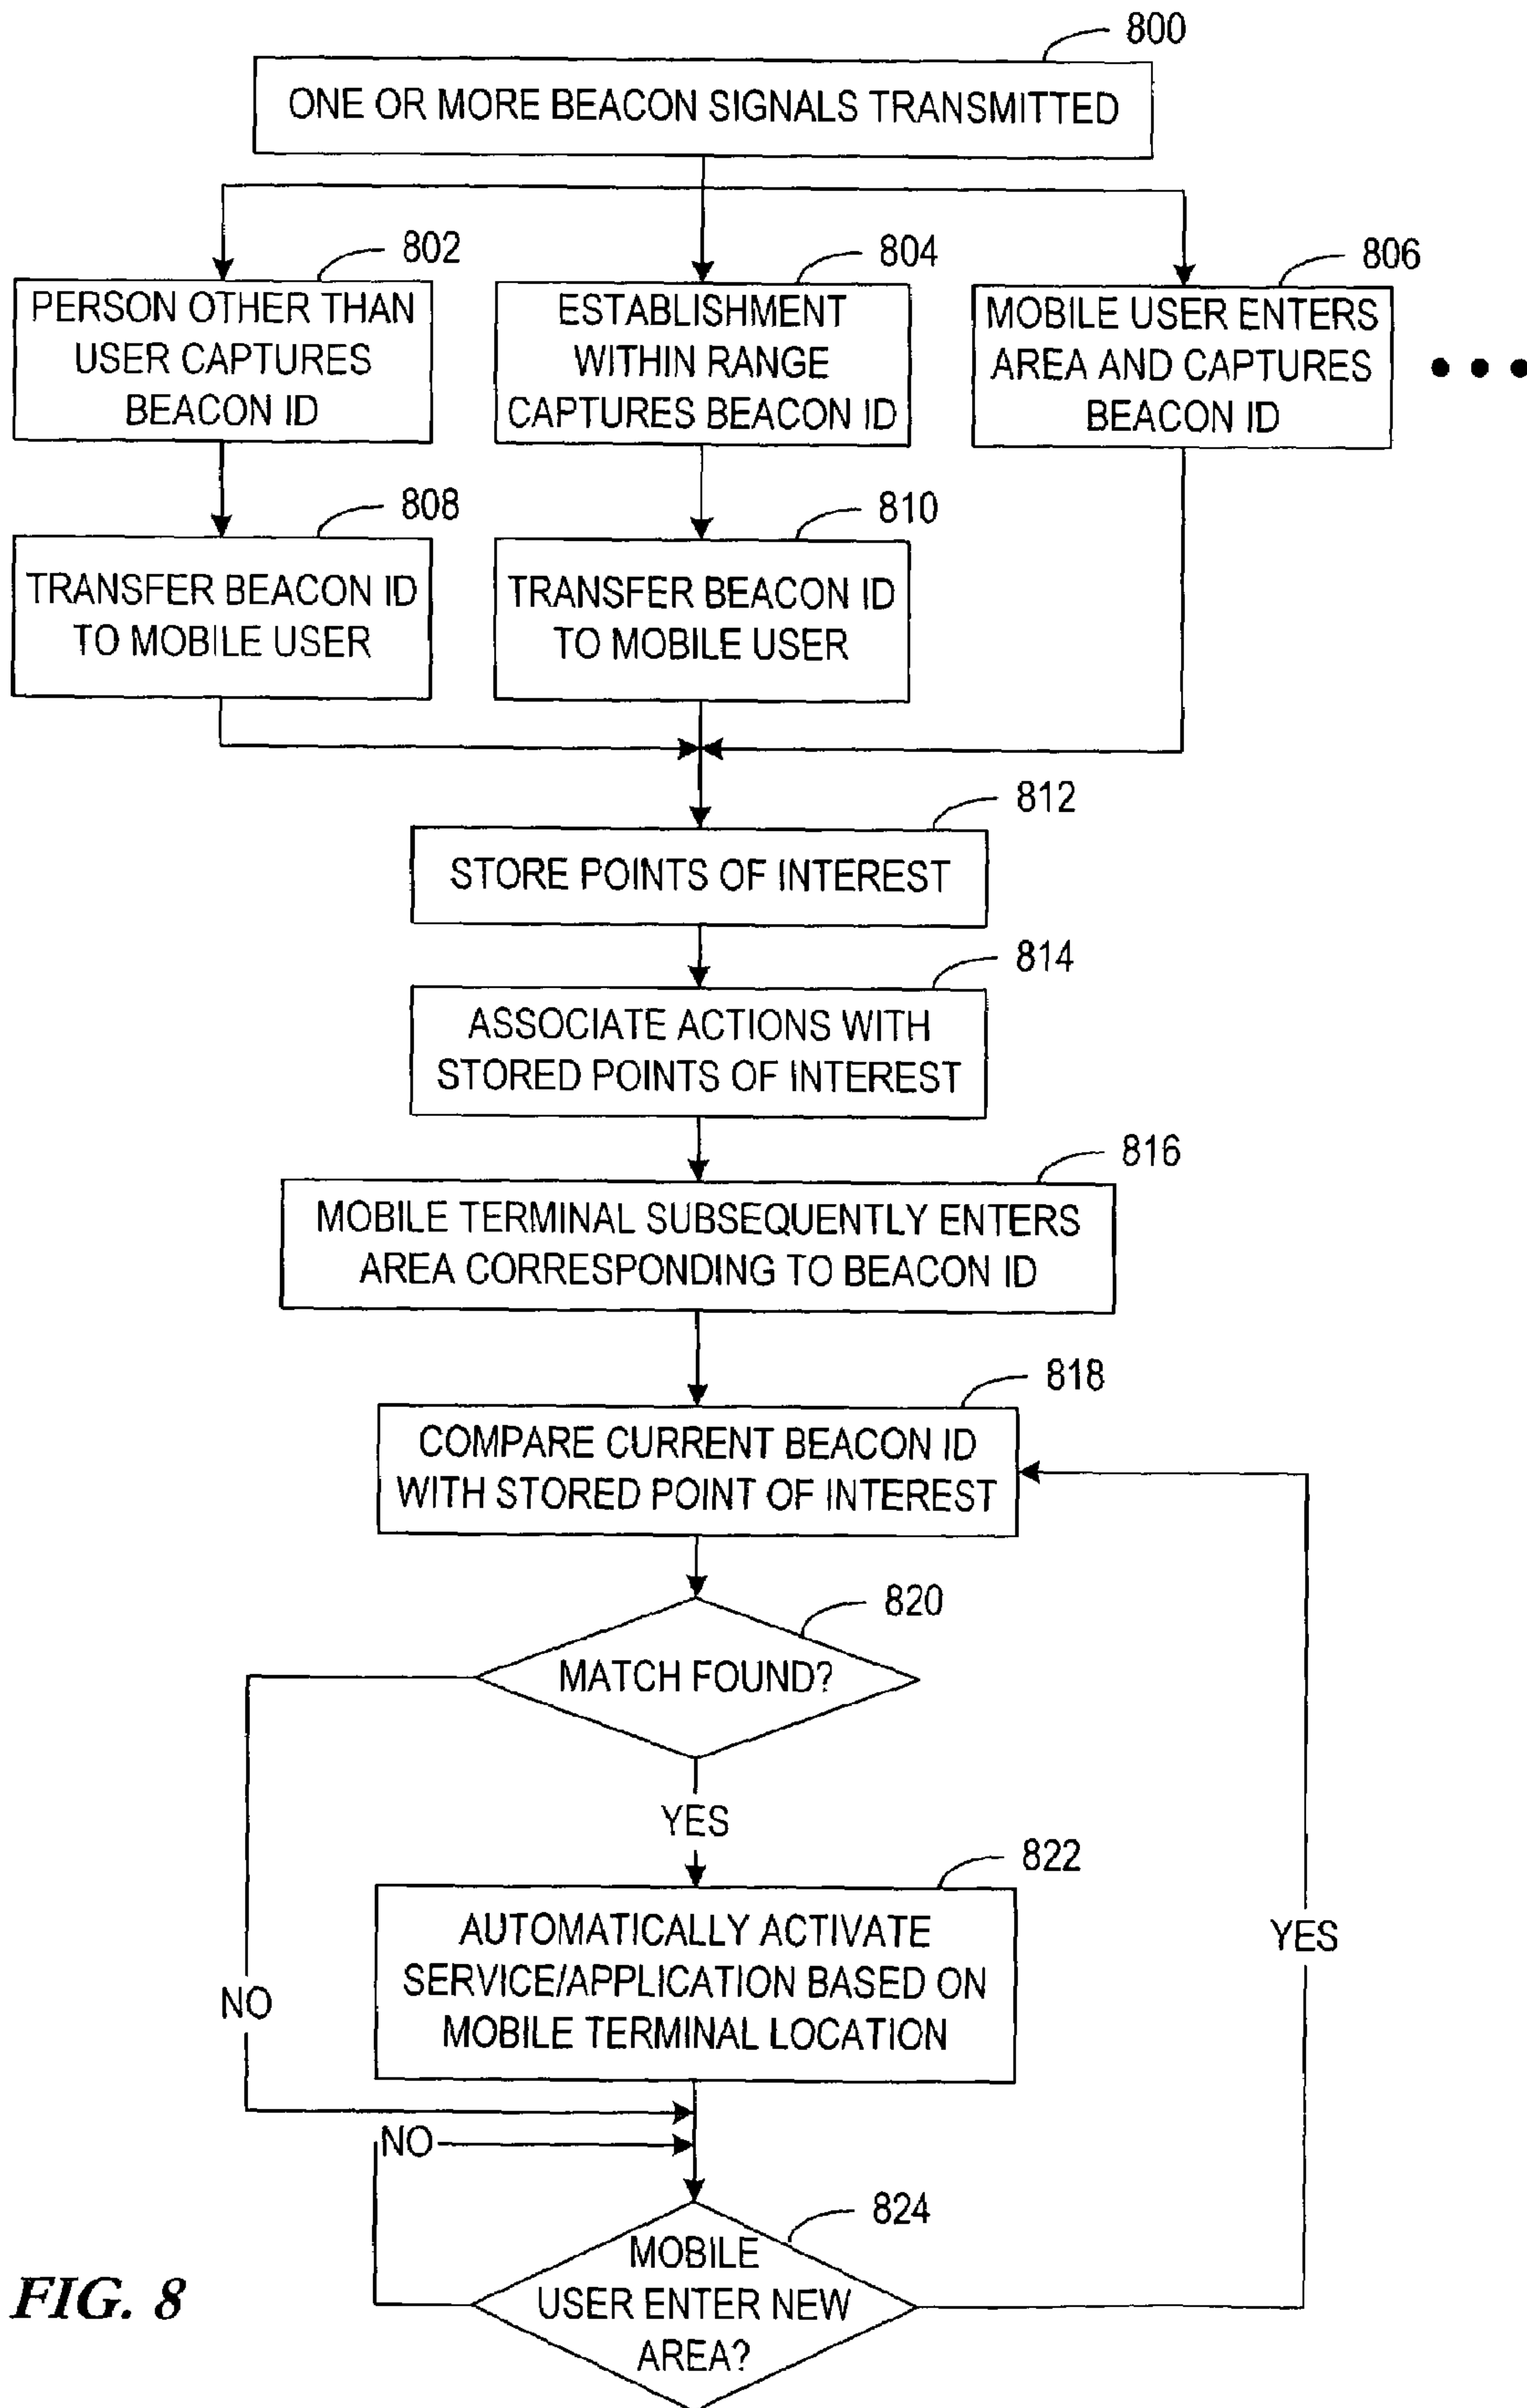 800
ONE OR MORE BEACON SIGNALS TRANSMITTED
802
PERSON OTHER THAN
USER CAPTURES
BEACON ID
804
ESTABLISHMENT
WITHIN RANGE
CAPTURES BEACON ID
806
MOBILE USER ENTERS
AREA AND CAPTURES
BEACON ID
• • •
808
TRANSFER BEACON ID
TO MOBILE USER
810
TRANSFER BEACON ID
TO MOBILE USER
812
STORE POINTS OF INTEREST
814
ASSOCIATE ACTIONS WITH
STORED POINTS OF INTEREST
816
MOBILE TERMINAL SUBSEQUENTLY ENTERS
AREA CORRESPONDING TO BEACON ID
818
COMPARE CURRENT BEACON ID
WITH STORED POINT OF INTEREST
820
MATCH FOUND?
YES
822
AUTOMATICALLY ACTIVATE
SERVICE/APPLICATION BASED ON
MOBILE TERMINAL LOCATION
YES
NO
NO
824
MOBILE
USER ENTER NEW
AREA?
FIG. 8